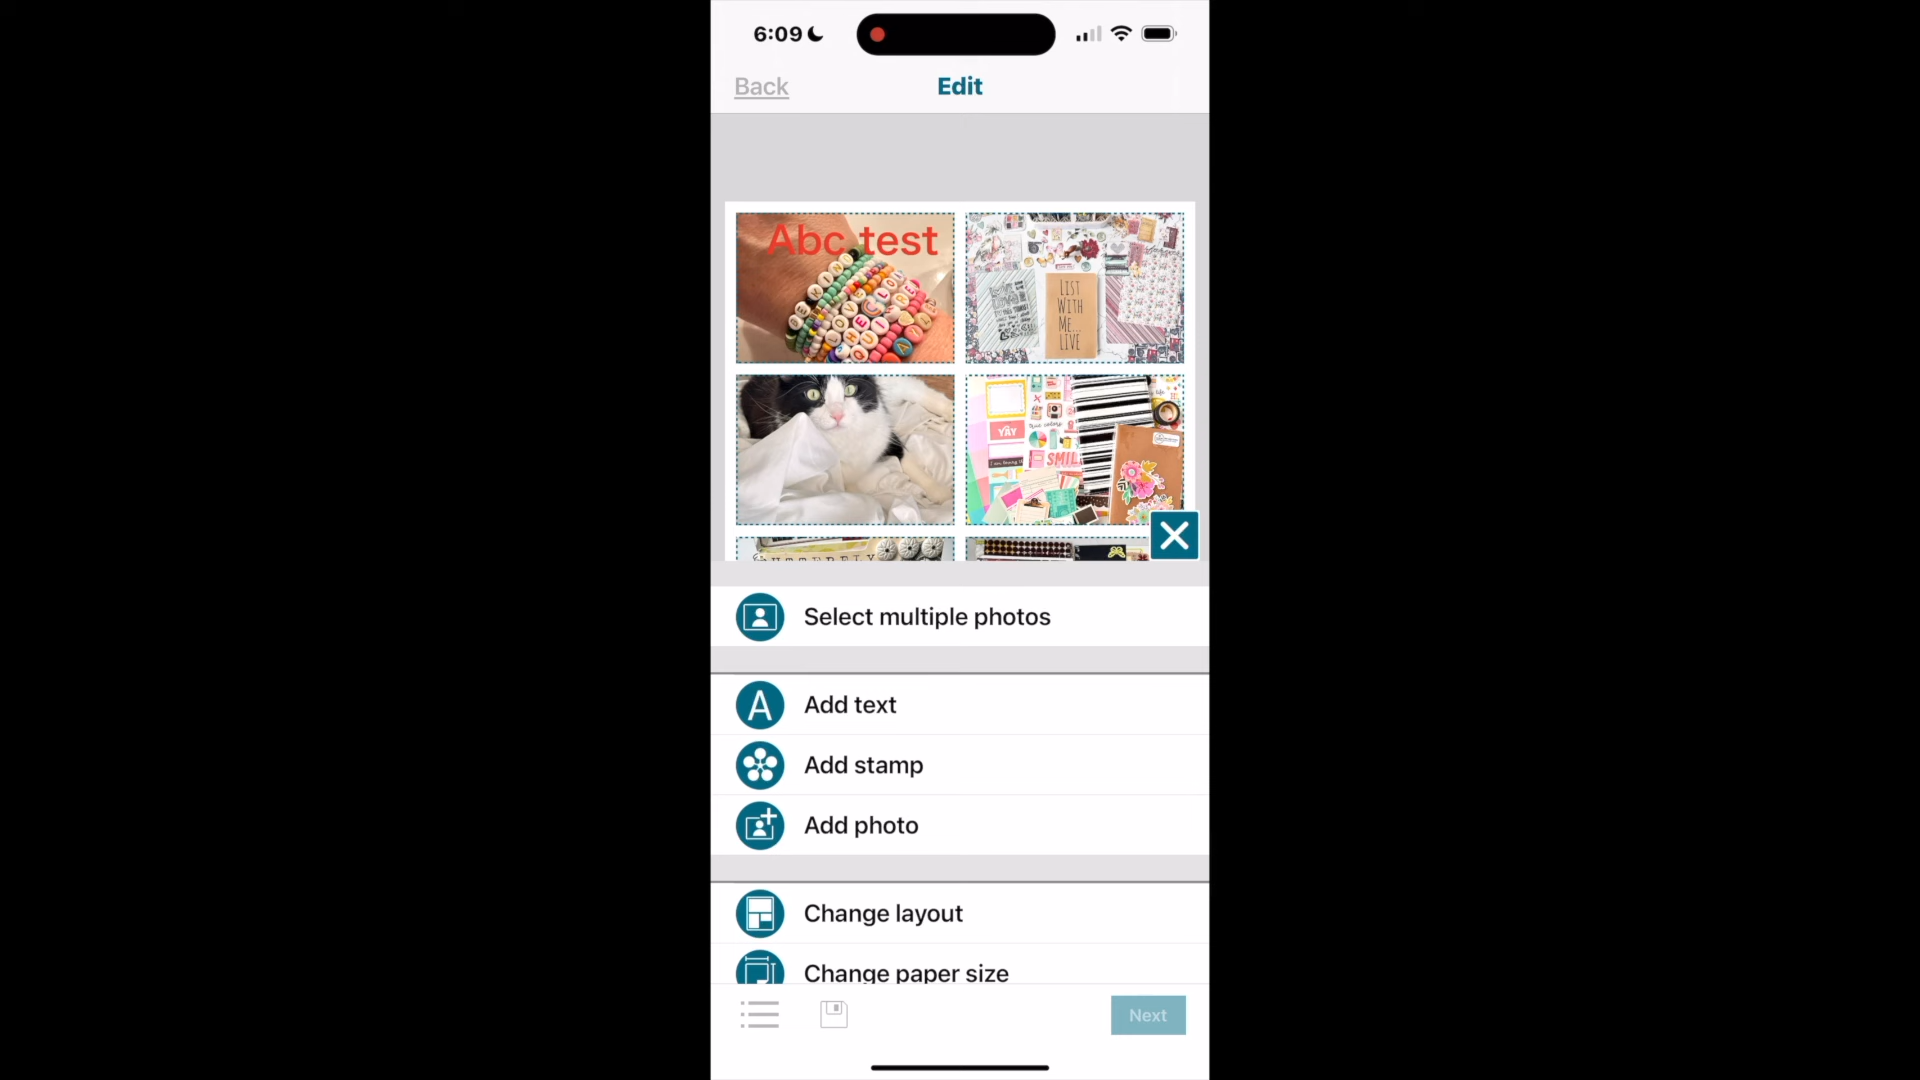 6:09
Back
Edit
Abc test
LIST
WITH
ME...
LIVE
YAY
SMIL
Select multiple photos
A
Add text
Add stamp
Add photo
Change layout
Change paper size
Next